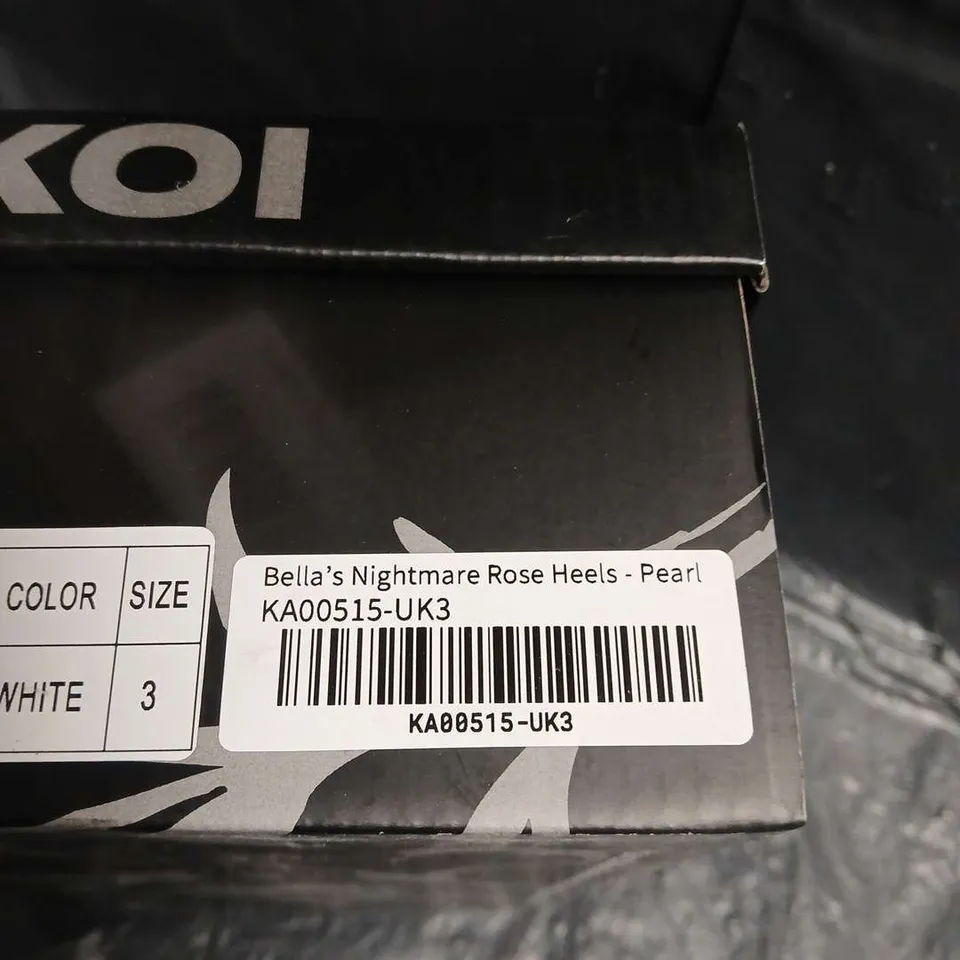 KOI
COLOR SIZE
WHITE 3
Bella's Nightmare Rose Heels - Pearl
KA00515-UK3
KA00515-UK3